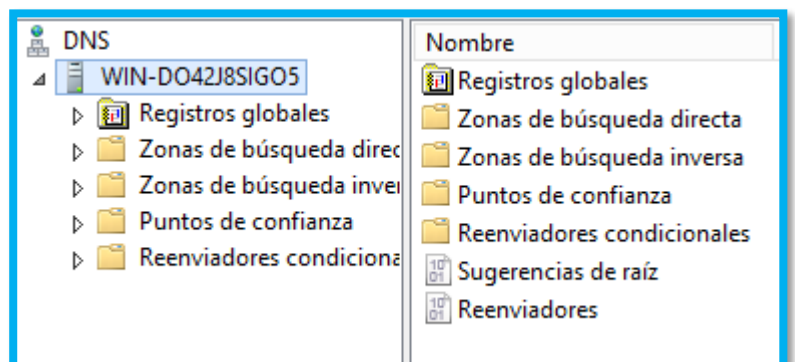 DNS
WIN-DO42J8SIGO5
Registros globales
Zonas de búsqueda direc
Zonas de búsqueda inver
Puntos de confianza
Reenviadores condiciona
Nombre
Registros globales
Zonas de búsqueda directa
Zonas de búsqueda inversa
Puntos de confianza
Reenviadores condicionales
Sugerencias de raíz
Reenviadores